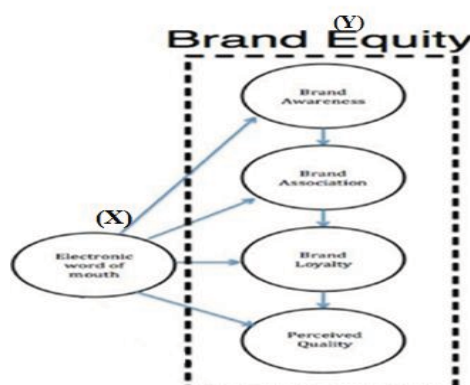 (Y)
Brand Equity
Brand
Awareness
Brand
Association
(X)
Electronic
word of
mouth
Brand
Loyalty
Perceived
Quality